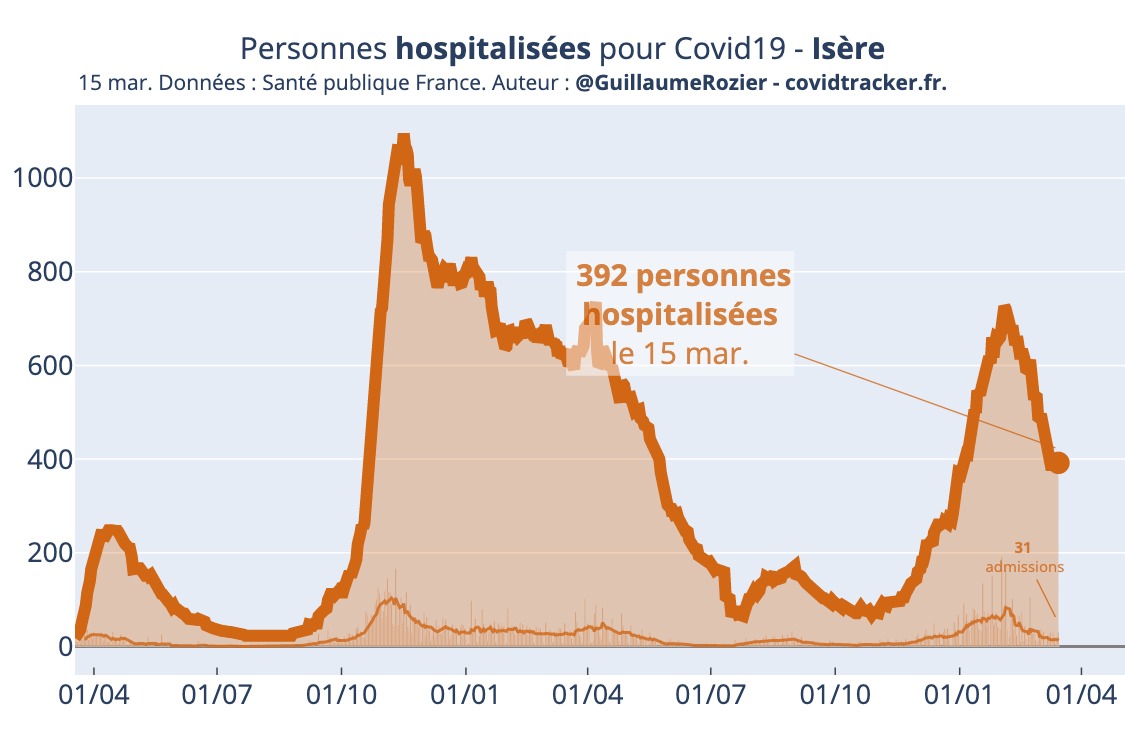 Personnes hospitalisées pour Covid19 - Isère
15 mar. Données : Santé publique France. Auteur : @GuillaumeRozier - covidtracker.fr.
1000
800
600
400
200
0
392 personnes
hospitalisées
le 15 mar.
31
admissions
01/04 01/07 01/10 01/01 01/04 01/07 01/10 01/01 01/04